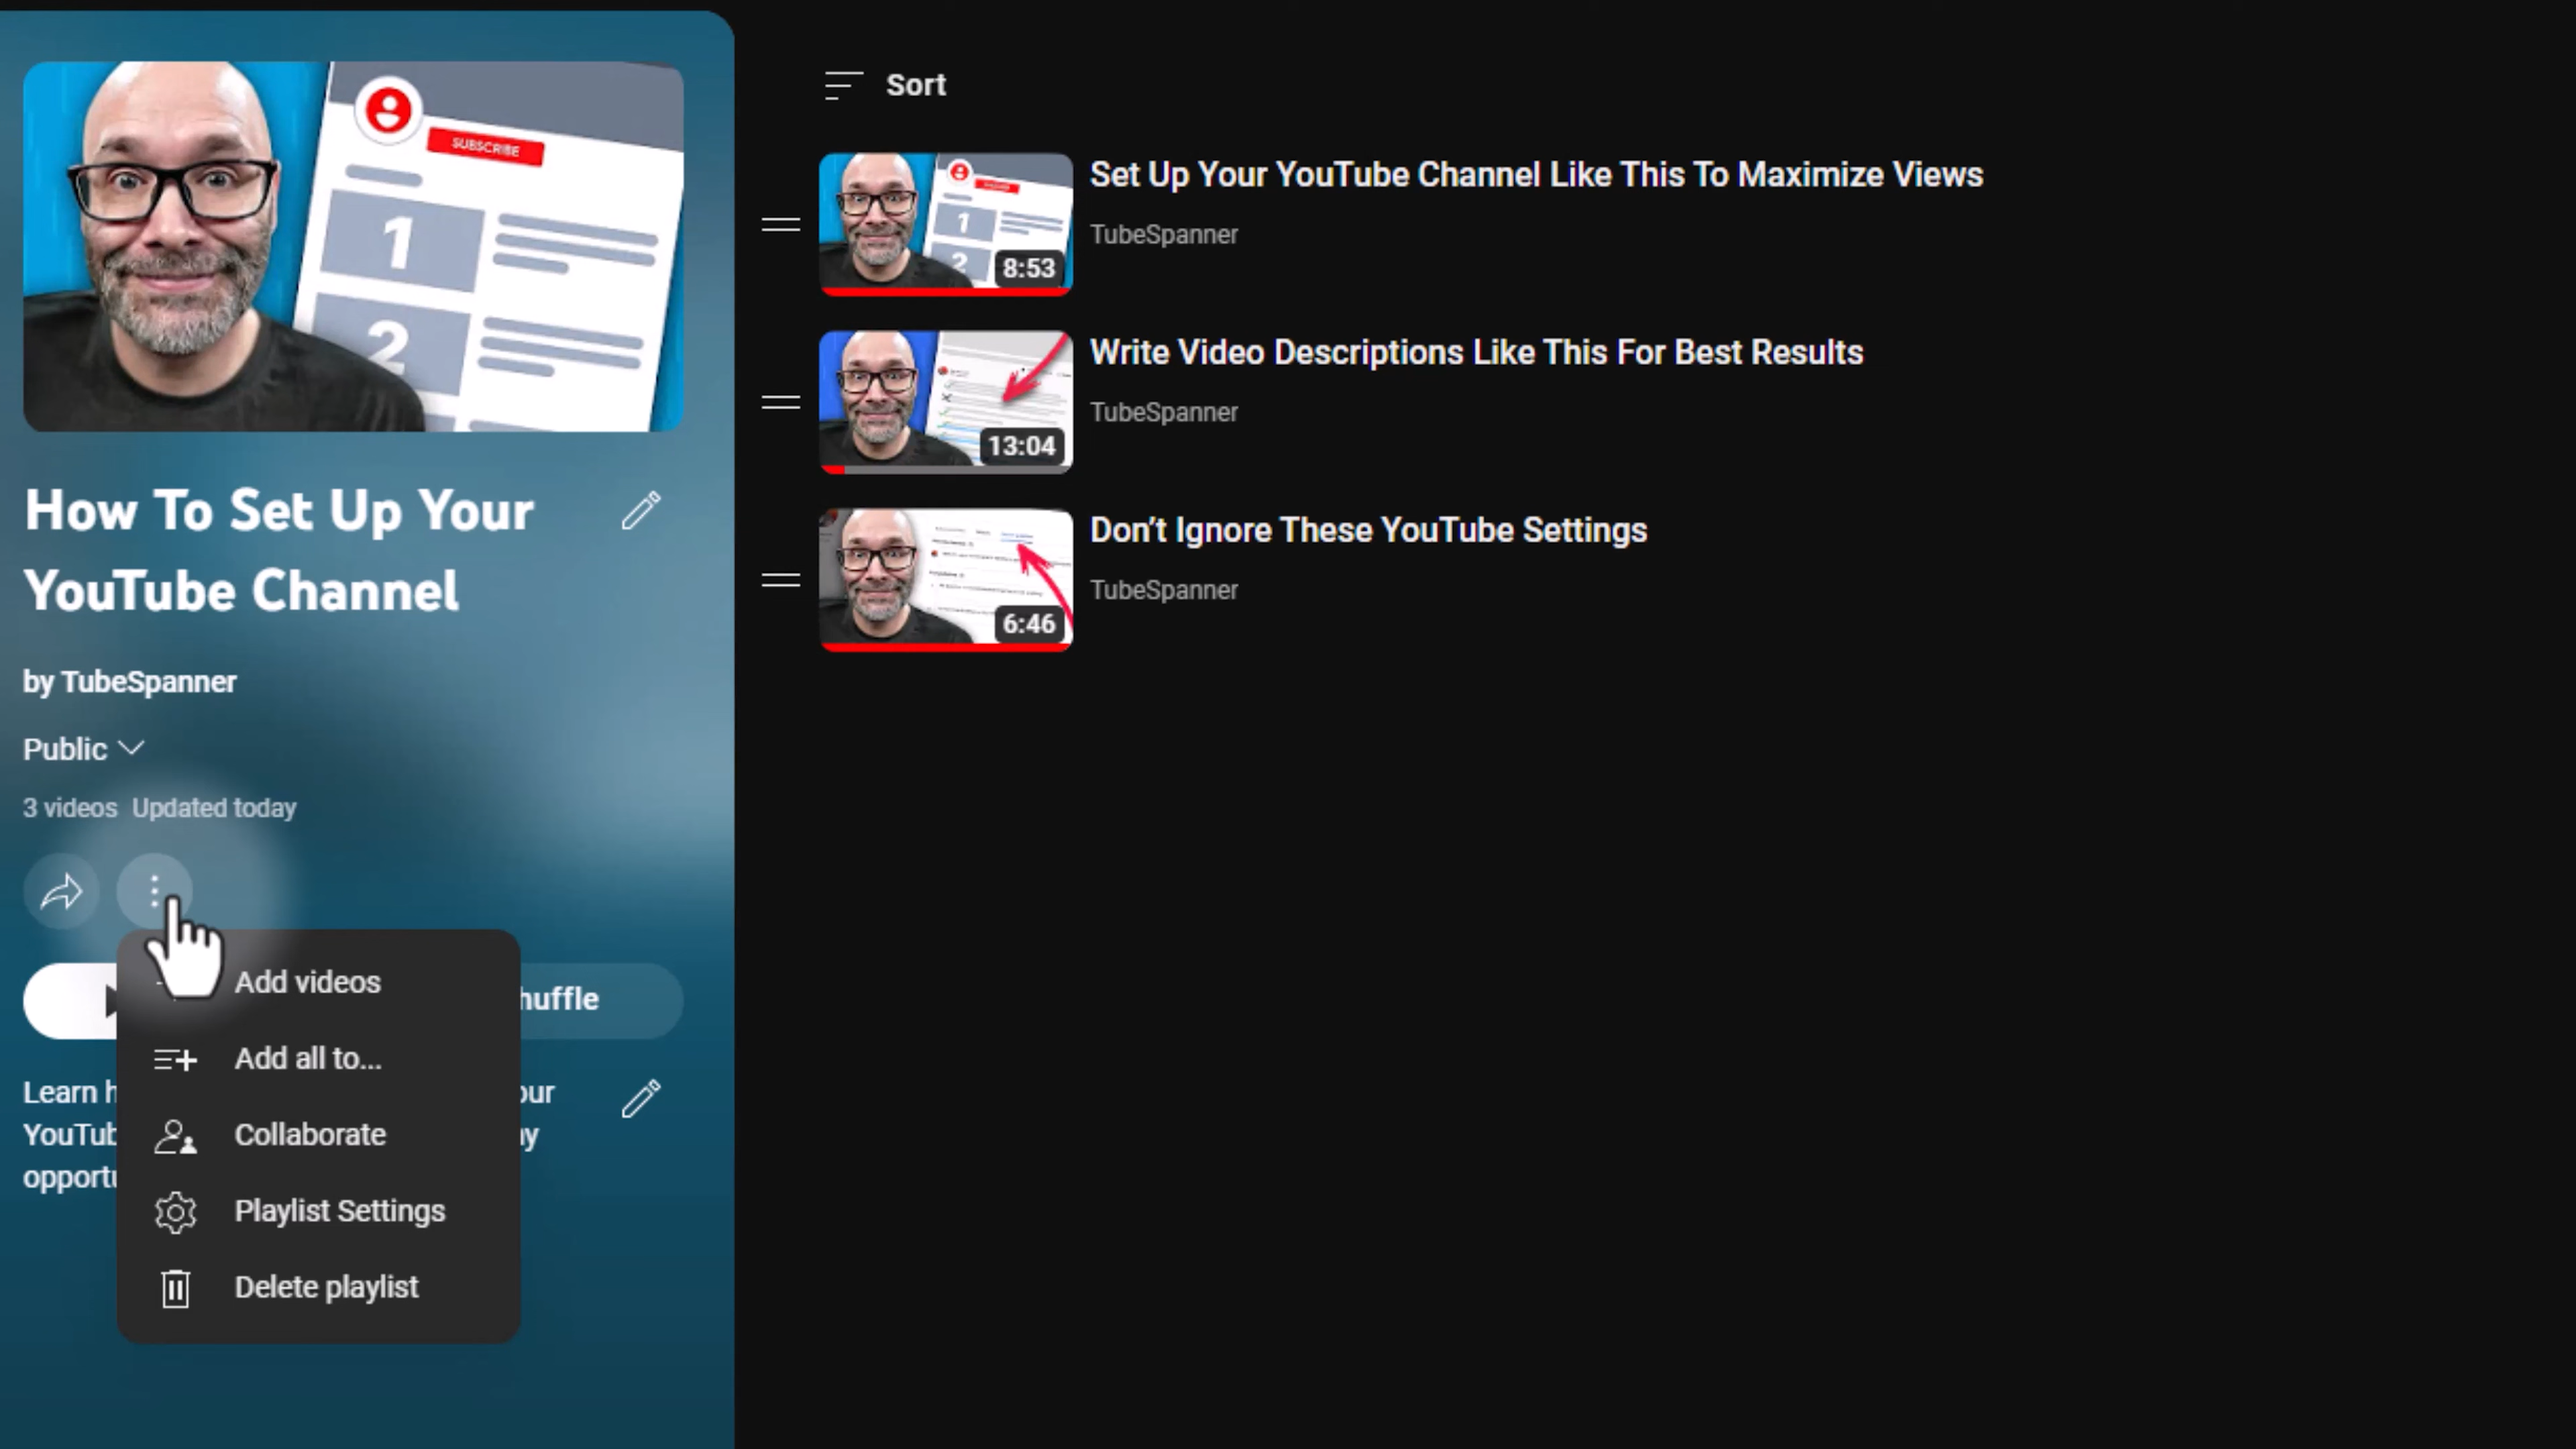 SUBSCRIBE
1
2
How To Set Up Your
YouTube Channel
by TubeSpanner
Public
3 videos Updated today
Add videos
Add all to...
Collaborate
Playlist Settings
Delete playlist
huffle
Learn
our
YouTub
opportu
Sort
Set Up Your YouTube Channel Like This To Maximize Views
TubeSpanner
1
2
8:53
Write Video Descriptions Like This For Best Results
TubeSpanner
13:04
Don’t Ignore These YouTube Settings
TubeSpanner
6:46